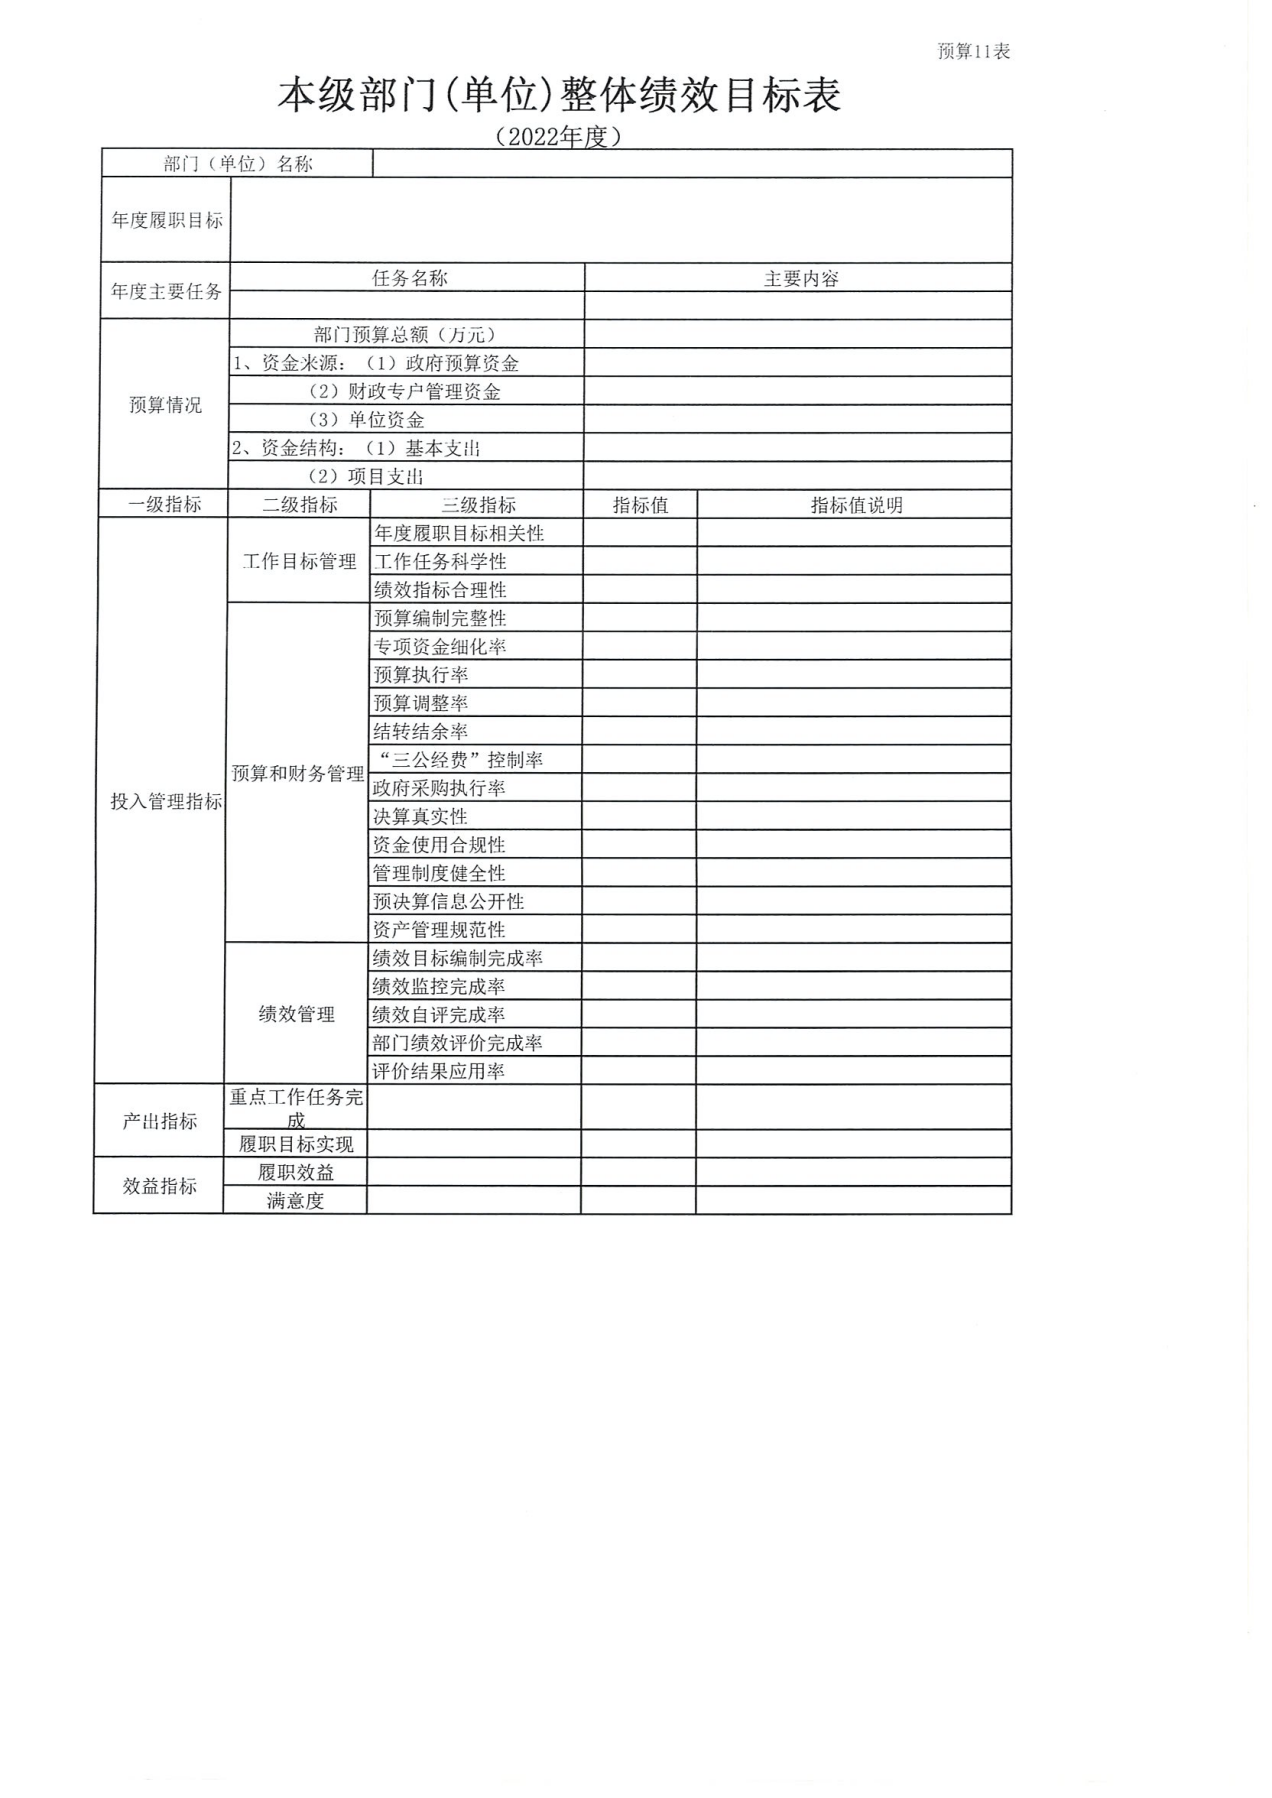 预算11表
本级部门(单位)整体绩效目标表
（2022年度）
部门（单位）名称
年度履职目标
年度主要任务
任务名称 主要内容
预算情况
部门预算总额（万元）
1、资金来源：（1）政府预算资金
（2）财政专户管理资金
（3）单位资金
2、资金结构：（1）基本支出
（2）项目支出
一级指标 二级指标 三级指标 指标值 指标值说明
投入管理指标
工作目标管理
年度履职目标相关性
工作任务科学性
绩效指标合理性
预算和财务管理
预算编制完整性
专项资金细化率
预算执行率
预算调整率
结转结余率
“三公经费”控制率
政府采购执行率
决算真实性
资金使用合规性
管理制度健全性
预决算信息公开性
资产管理规范性
绩效管理
绩效目标编制完成率
绩效监控完成率
绩效自评完成率
部门绩效评价完成率
评价结果应用率
产出指标
重点工作任务完
成
履职目标实现
效益指标
履职效益
满意度